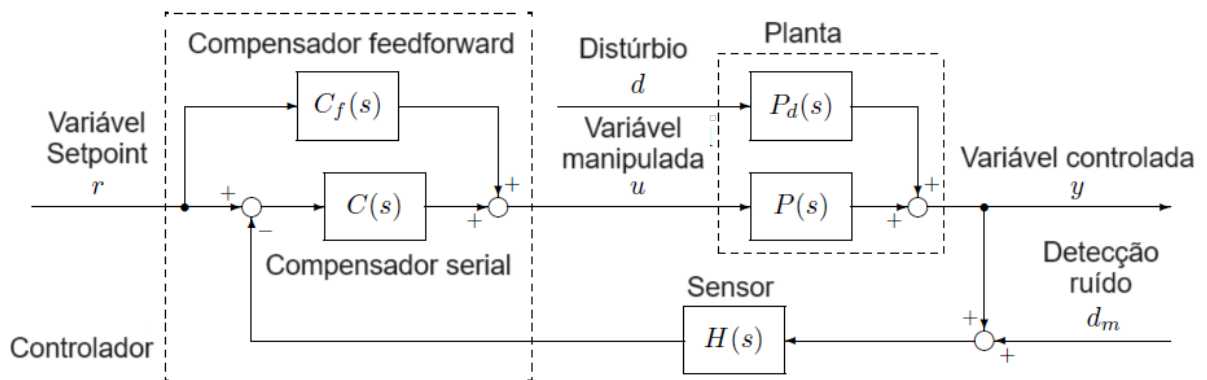 Compensador feedforward
C_f(s)
Variável
Setpoint
r
+
−
C(s)
+
+
Compensador serial
Controlador
Distúrbio
d
Variável
manipulada
u
Planta
P_d(s)
P(s)
+
+
Variável controlada
y
Sensor
H(s)
+
+
Detecção
ruído
d_m